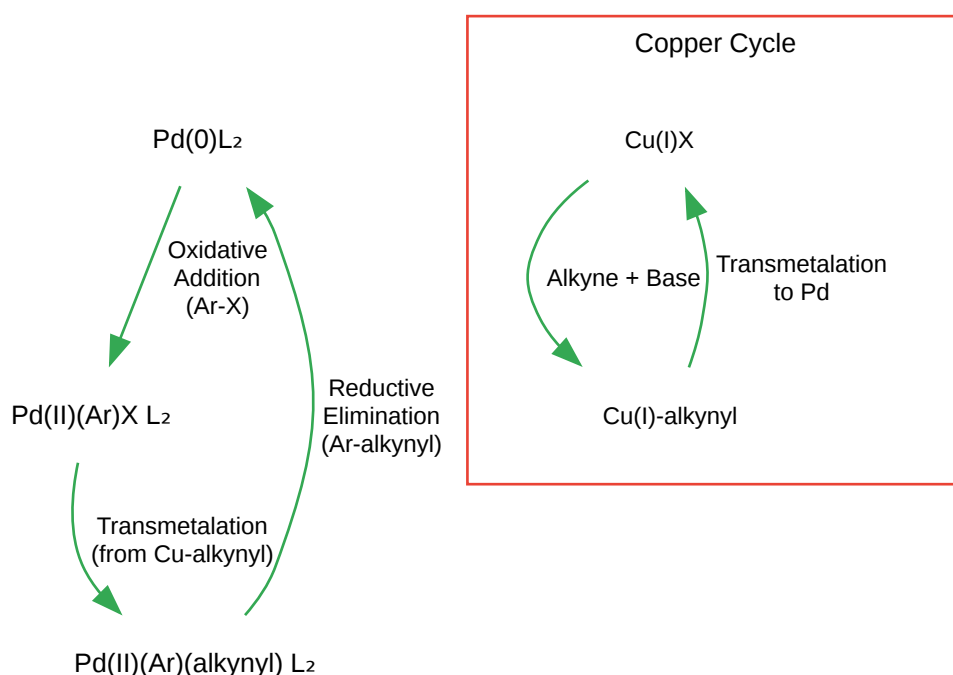 Copper Cycle
Pd(0)L₂
Cu(I)X
Oxidative
Addition
(Ar-X)
Alkyne + Base
Transmetalation
to Pd
Pd(II)(Ar)X L₂
Reductive
Elimination
(Ar-alkynyl)
Cu(I)-alkynyl
Transmetalation
(from Cu-alkynyl)
Pd(II)(Ar)(alkynyl) L₂